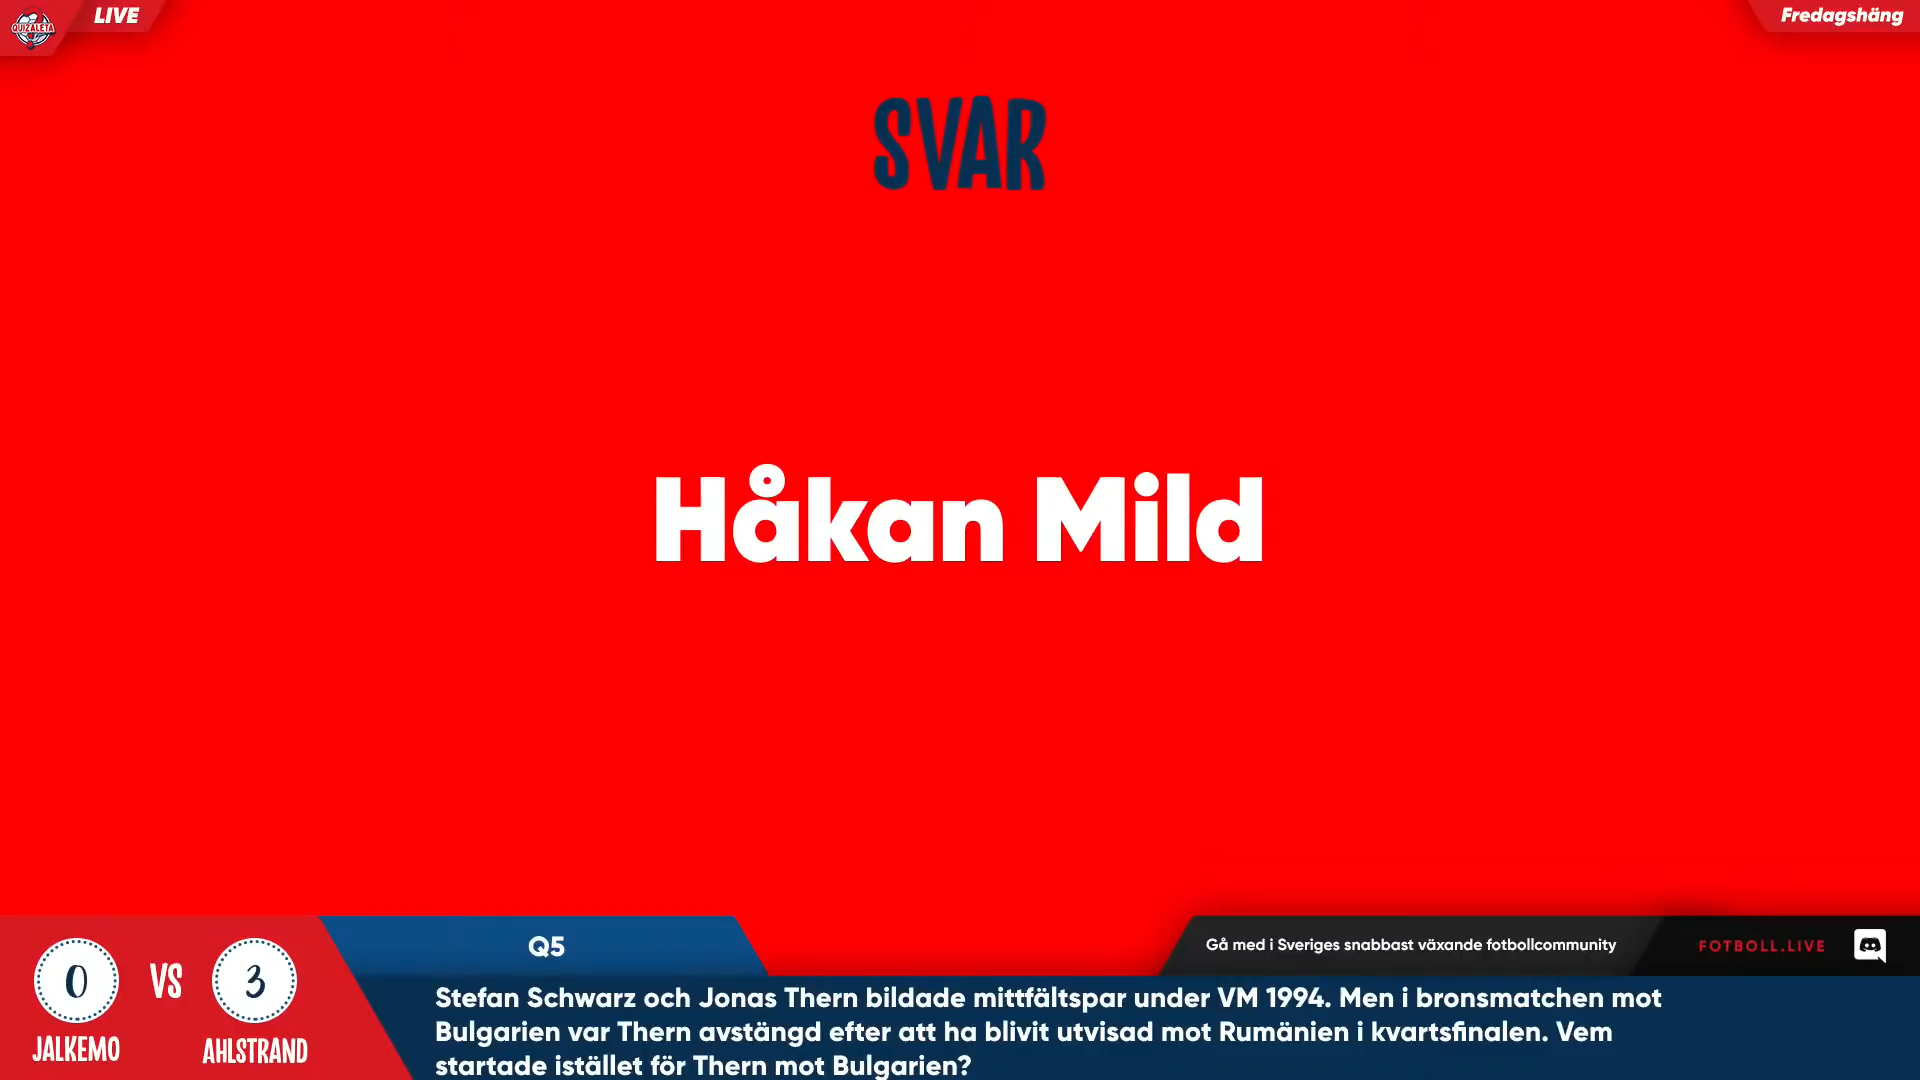 QUIZALETA
LIVE
Fredagshäng
SVAR
Håkan Mild
0 VS 3
JALKEMO
AHLSTRAND
Q5
Gå med i Sveriges snabbast växande fotbollcommunity
FOTBOLL.LIVE
Stefan Schwarz och Jonas Thern bildade mittfältspar under VM 1994. Men i bronsmatchen mot
Bulgarien var Thern avstängd efter att ha blivit utvisad mot Rumänien i kvartsfinalen. Vem
startade istället för Thern mot Bulgarien?